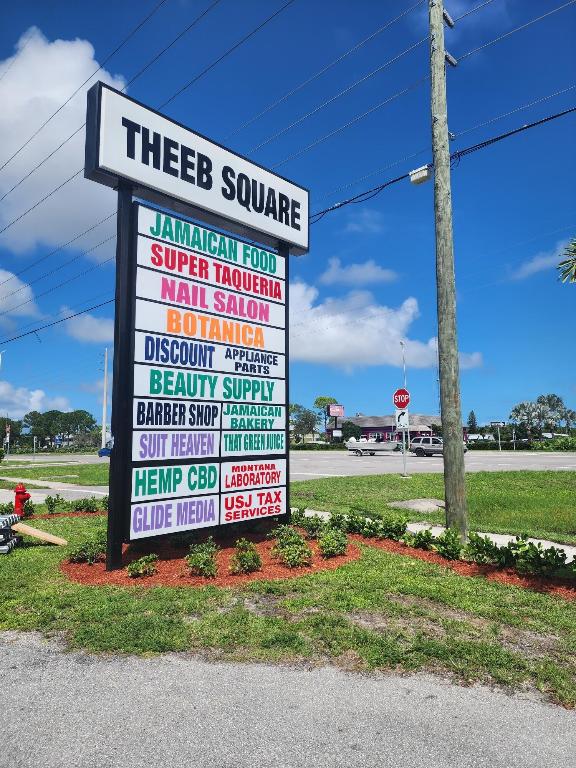 THEEB SQUARE
JAMAICAN FOOD
SUPER TAQUERIA
NAIL SALON
BOTANICA
DISCOUNT APPLIANCE PARTS
BEAUTY SUPPLY
BARBER SHOP
JAMAICAN BAKERY
SUIT HEAVEN
THAT GREEN JUICE
HEMP CBD
MONTANA LABORATORY
GLIDE MEDIA
USJ TAX SERVICES
STOP